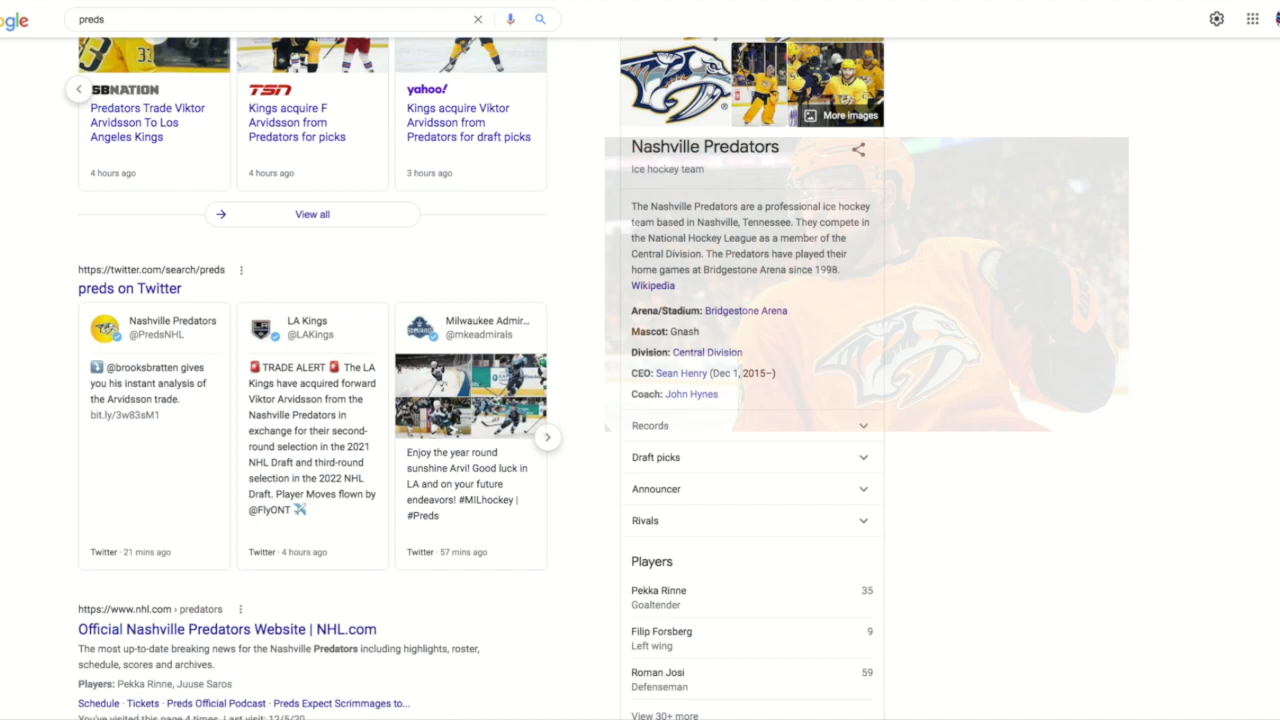 ogle
preds
33
SBNATION
Predators Trade Viktor
Arvidsson To Los
Angeles Kings
4 hours ago
TSN
Kings acquire F
Arvidsson from
Predators for picks
4 hours ago
yahoo!
Kings acquire Viktor
Arvidsson from
Predators for draft picks
3 hours ago
View all
https://twitter.com/search/preds
preds on Twitter
Nashville Predators
@PredsNHL
@brooksbratten gives
you his instant analysis of
the Arvidsson trade.
bit.ly/3w83sM1
Twitter · 21 mins ago
LA Kings
@LAKings
🚨TRADE ALERT 🚨 The LA
Kings have acquired forward
Viktor Arvidsson from the
Nashville Predators in
exchange for their second-
round selection in the 2021
NHL Draft and third-round
selection in the 2022 NHL
Draft. Player Moves flown by
@FlyONT ✈️
Twitter · 4 hours ago
Milwaukee Admir...
@mkeadmirals
Enjoy the year round
sunshine Arvi! Good luck in
LA and on your future
endeavors! #MILhockey |
#Preds
Twitter · 57 mins ago
https://www.nhl.com › predators
Official Nashville Predators Website | NHL.com
The most up-to-date breaking news for the Nashville Predators including highlights, roster,
schedule, scores and archives.
Players: Pekka Rinne, Juuse Saros
Schedule · Tickets · Preds Official Podcast · Preds Expect Scrimmages to...
You've visited this page 4 times. Last visit: 12/5/20
More images
Nashville Predators
Ice hockey team
The Nashville Predators are a professional ice hockey
team based in Nashville, Tennessee. They compete in
the National Hockey League as a member of the
Central Division. The Predators have played their
home games at Bridgestone Arena since 1998.
Wikipedia
Arena/Stadium: Bridgestone Arena
Mascot: Gnash
Division: Central Division
CEO: Sean Henry (Dec 1, 2015–)
Coach: John Hynes
Records
Draft picks
Announcer
Rivals
Players
Pekka Rinne 35
Goaltender
Filip Forsberg 9
Left wing
Roman Josi 59
Defenseman
View 30+ more